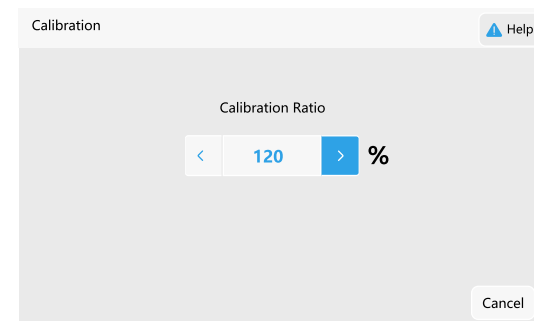 Calibration
Help
Calibration Ratio
< 120 > %
Cancel